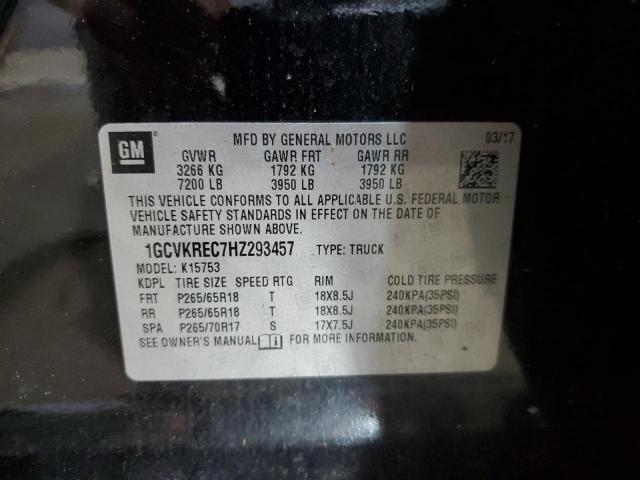 GM
MFD BY GENERAL MOTORS LLC 03/17
GVWR GAWR FRT GAWR RR
3266 KG 1792 KG 1792 KG
7200 LB 3950 LB 3950 LB
THIS VEHICLE CONFORMS TO ALL APPLICABLE U.S. FEDERAL MOTOR
VEHICLE SAFETY STANDARDS IN EFFECT ON THE DATE OF
MANUFACTURE SHOWN ABOVE.
1GCVKREC7HZ293457 TYPE: TRUCK
MODEL: K15753
KDPL TIRE SIZE SPEED RTG RIM COLD TIRE PRESSURE
FRT P265/65R18 T 18X8.5J 240KPA(35PSI)
RR P265/65R18 T 18X8.5J 240KPA(35PSI)
SPA P265/70R17 S 17X7.5J 240KPA(35PSI)
SEE OWNER'S MANUAL FOR MORE INFORMATION.